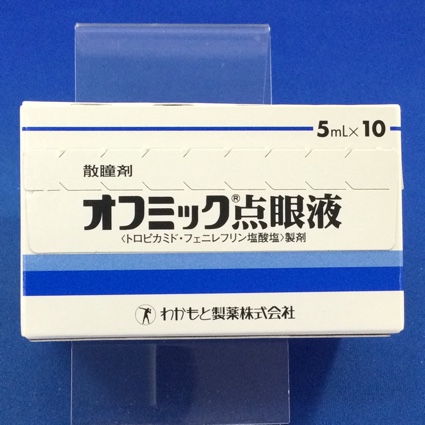 5mL×10
散瞳剤
オフミック®点眼液
〈トロピカミド・フェニレフリン塩酸塩〉製剤
わかもと製薬株式会社